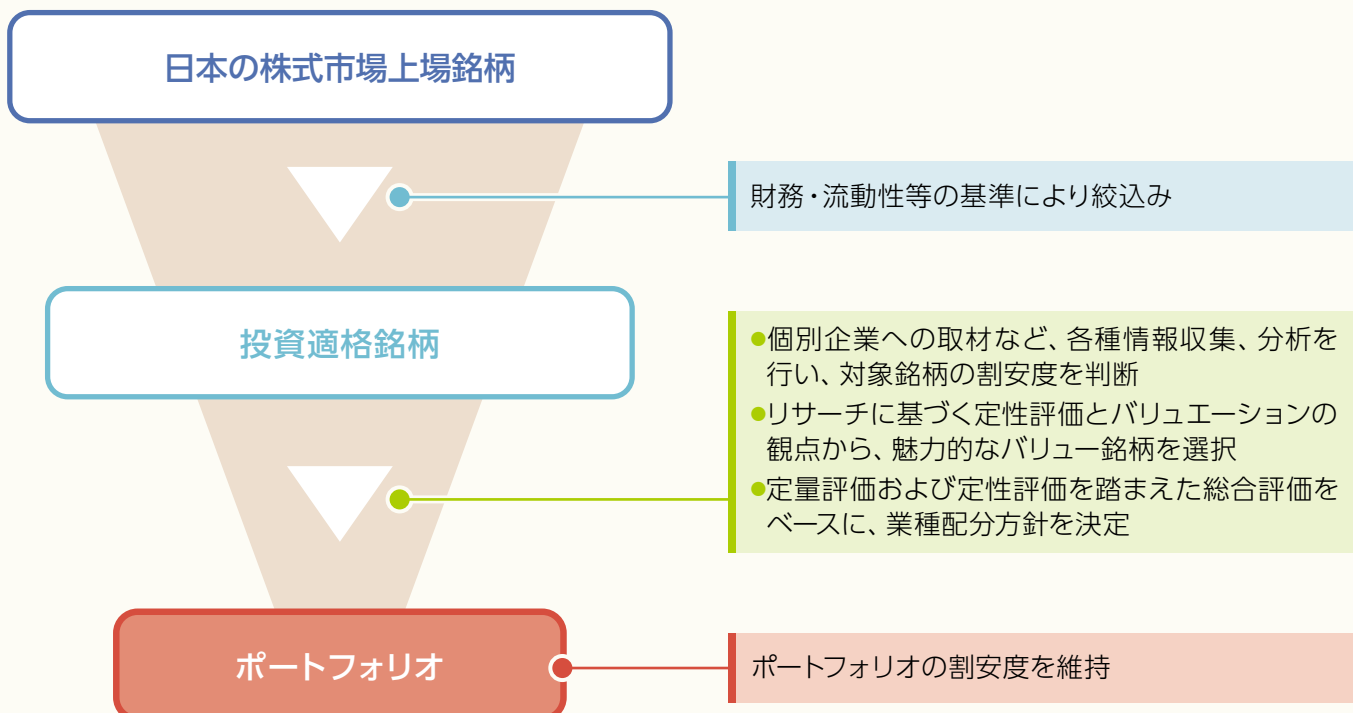 日本の株式市場上場銘柄
財務・流動性等の基準により絞込み
投資適格銘柄
●個別企業への取材など、各種情報収集、分析を
行い、対象銘柄の割安度を判断
●リサーチに基づく定性評価とバリュエーションの
観点から、魅力的なバリュー銘柄を選択
●定量評価および定性評価を踏まえた総合評価を
ベースに、業種配分方針を決定
ポートフォリオ
ポートフォリオの割安度を維持